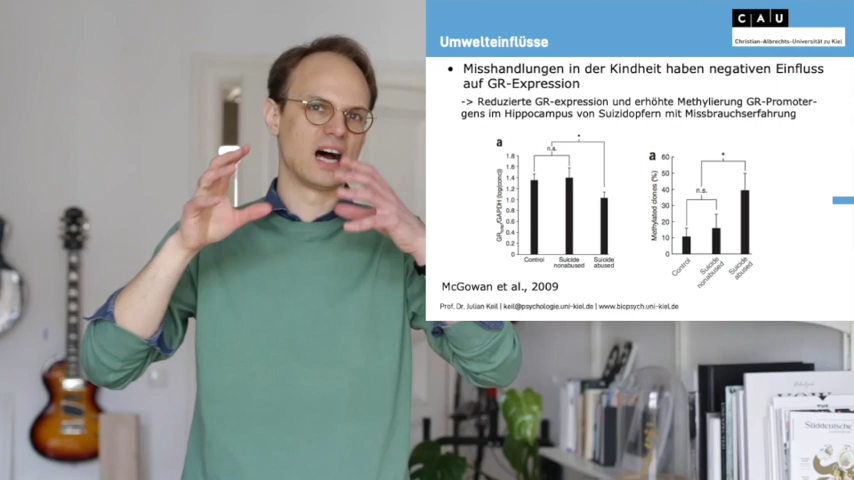 C A U
Christian-Albrechts-Universität zu Kiel
Umwelteinflüsse
• Misshandlungen in der Kindheit haben negativen Einfluss
auf GR-Expression
-> Reduzierte GR-expression und erhöhte Methylierung GR-Promoter-
gens im Hippocampus von Suizidopfern mit Missbrauchserfahrung
a
*
n.s.
1.8
1.6
1.4
1.2
1.0
0.8
0.6
0.4
0.2
0
Control
Suicide
nonabused
Suicide
abused
a
*
n.s.
Methylated clones (%)
60
50
40
30
20
10
0
Control
Suicide
nonabused
Suicide
abused
McGowan et al., 2009
Prof. Dr. Julian Keil | keil@psychologie.uni-kiel.de | www.biopsych.uni-kiel.de
Süddeutsche